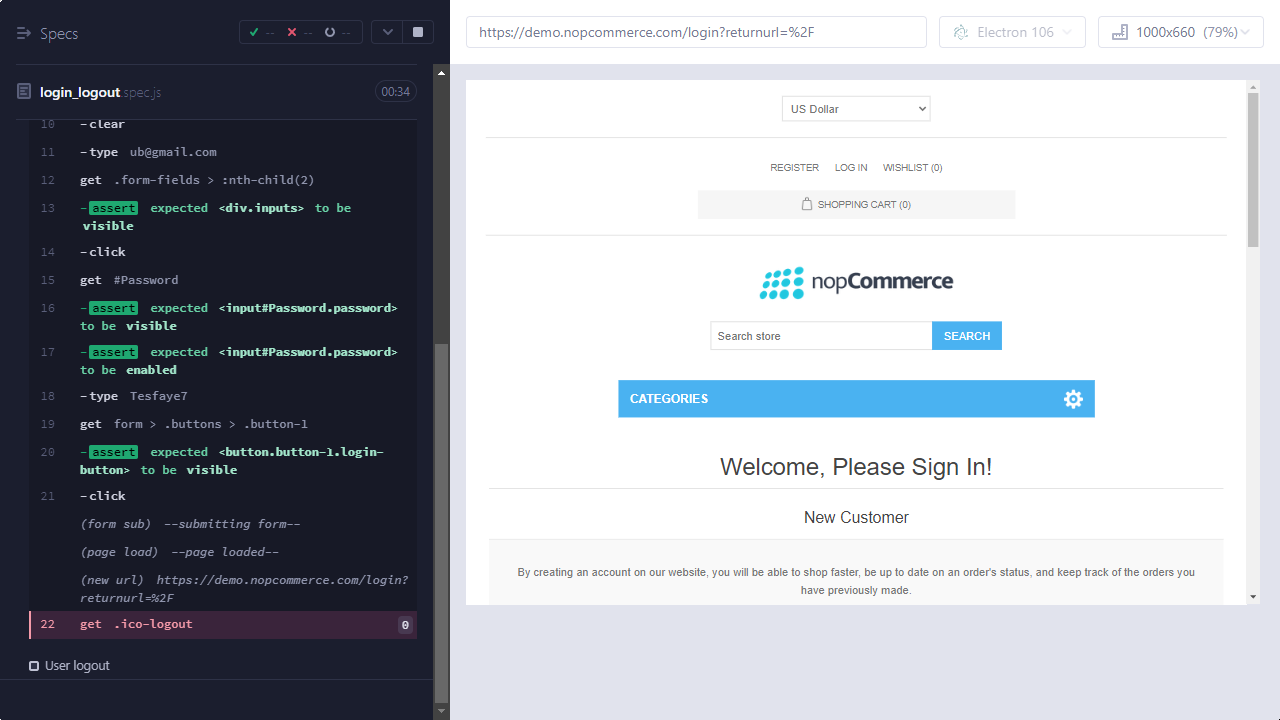 Specs
-- -- --
https://demo.nopcommerce.com/login?returnurl=%2F
Electron 106
1000x660 (79%)
login_logout spec.js
00:34
10 -clear
11 -type ub@gmail.com
12 get .form-fields > :nth-child(2)
13 -assert expected <div.inputs> to be
visible
14 -click
15 get #Password
16 -assert expected <input#Password.password>
to be visible
17 -assert expected <input#Password.password>
to be enabled
18 -type Tesfaye7
19 get form > .buttons > .button-1
20 -assert expected <button.button-1.login-
button> to be visible
21 -click
(form sub) --submitting form--
(page load) --page loaded--
(new url) https://demo.nopcommerce.com/login?
returnurl=%2F
22 get .ico-logout 0
User logout
US Dollar
REGISTER LOG IN WISHLIST (0)
SHOPPING CART (0)
nopCommerce
Search store SEARCH
CATEGORIES
Welcome, Please Sign In!
New Customer
By creating an account on our website, you will be able to shop faster, be up to date on an order's status, and keep track of the orders you
have previously made.